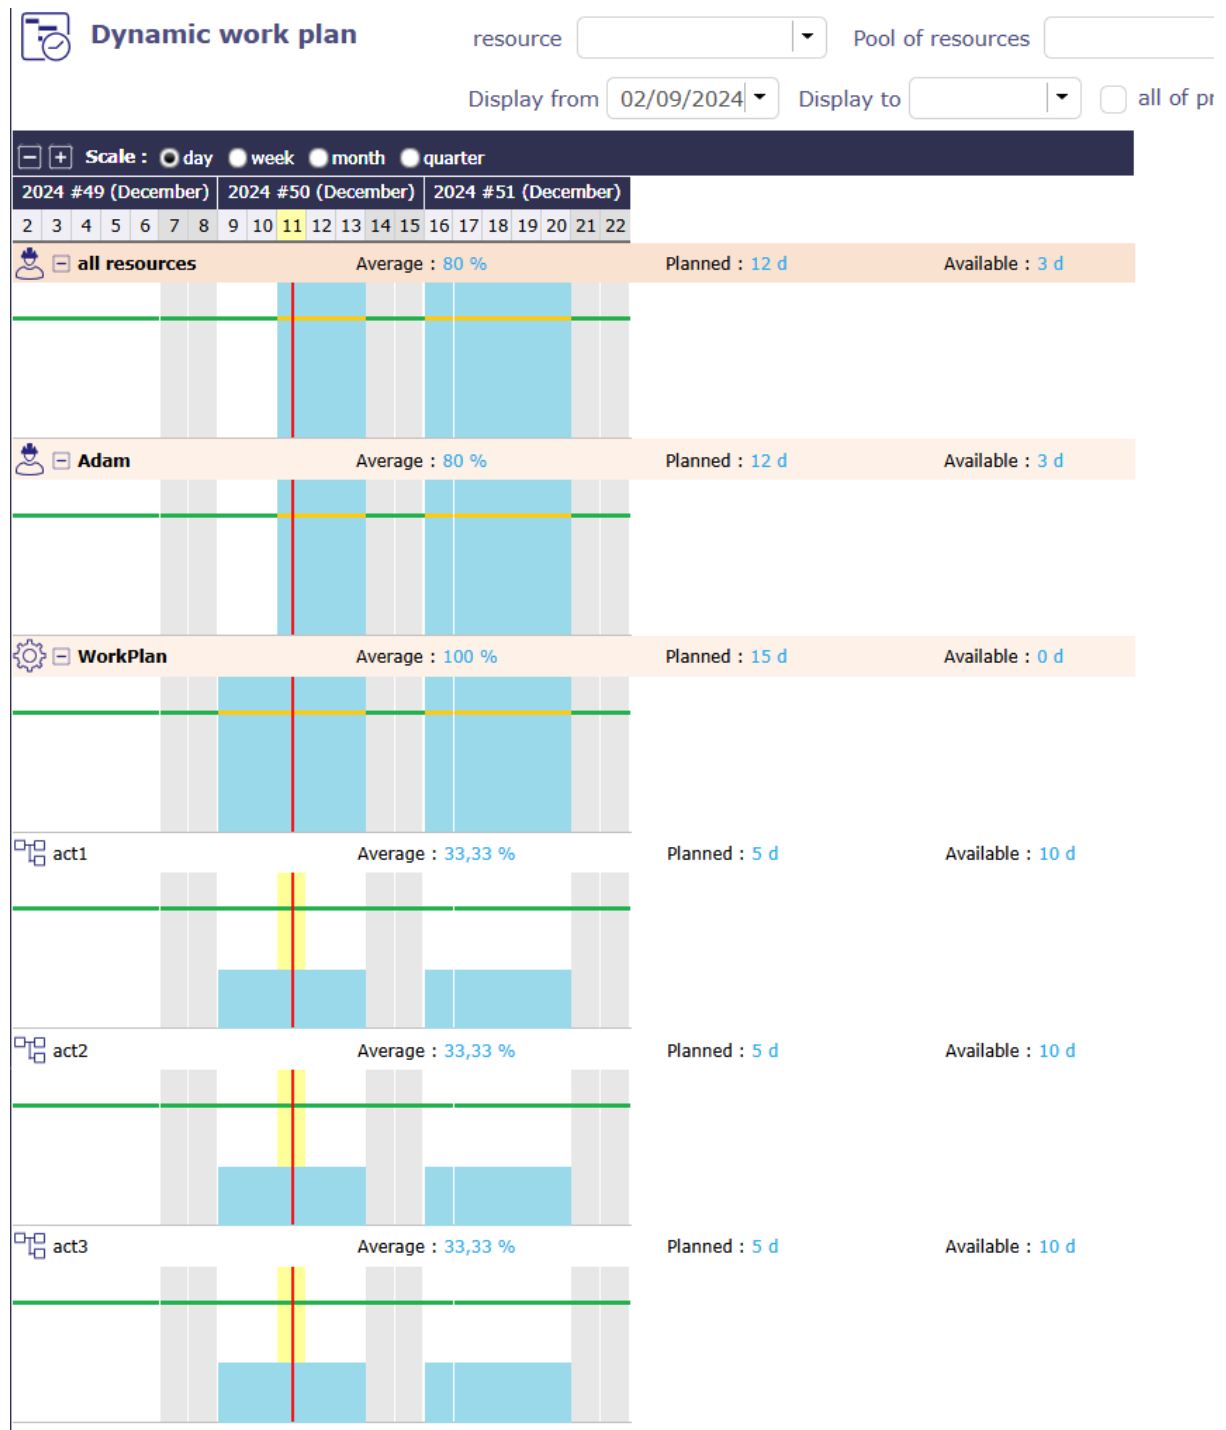 Dynamic work plan resource Pool of resources
Display from 02/09/2024 Display to all of pr
Scale : day week month quarter
2024 #49 (December) 2024 #50 (December) 2024 #51 (December)
2 3 4 5 6 7 8 9 10 11 12 13 14 15 16 17 18 19 20 21 22
all resources Average : 80 % Planned : 12 d Available : 3 d
Adam Average : 80 % Planned : 12 d Available : 3 d
WorkPlan Average : 100 % Planned : 15 d Available : 0 d
act1 Average : 33,33 % Planned : 5 d Available : 10 d
act2 Average : 33,33 % Planned : 5 d Available : 10 d
act3 Average : 33,33 % Planned : 5 d Available : 10 d